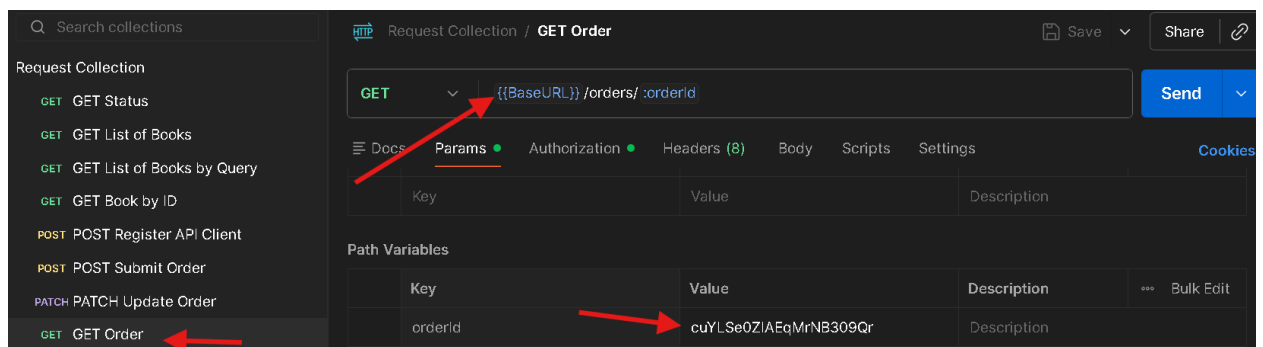 Search collections
Request Collection
GET GET Status
GET GET List of Books
GET GET List of Books by Query
GET GET Book by ID
POST POST Register API Client
POST POST Submit Order
PATCH PATCH Update Order
GET GET Order
HTTP Request Collection / GET Order
Save
Share
GET {{BaseURL}} /orders/ :orderId
Send
Docs Params Authorization Headers (8) Body Scripts Settings
Cookies
Key Value Description
Path Variables
Key Value Description Bulk Edit
orderId cuYLSe0ZIAEqMrNB309Qr Description